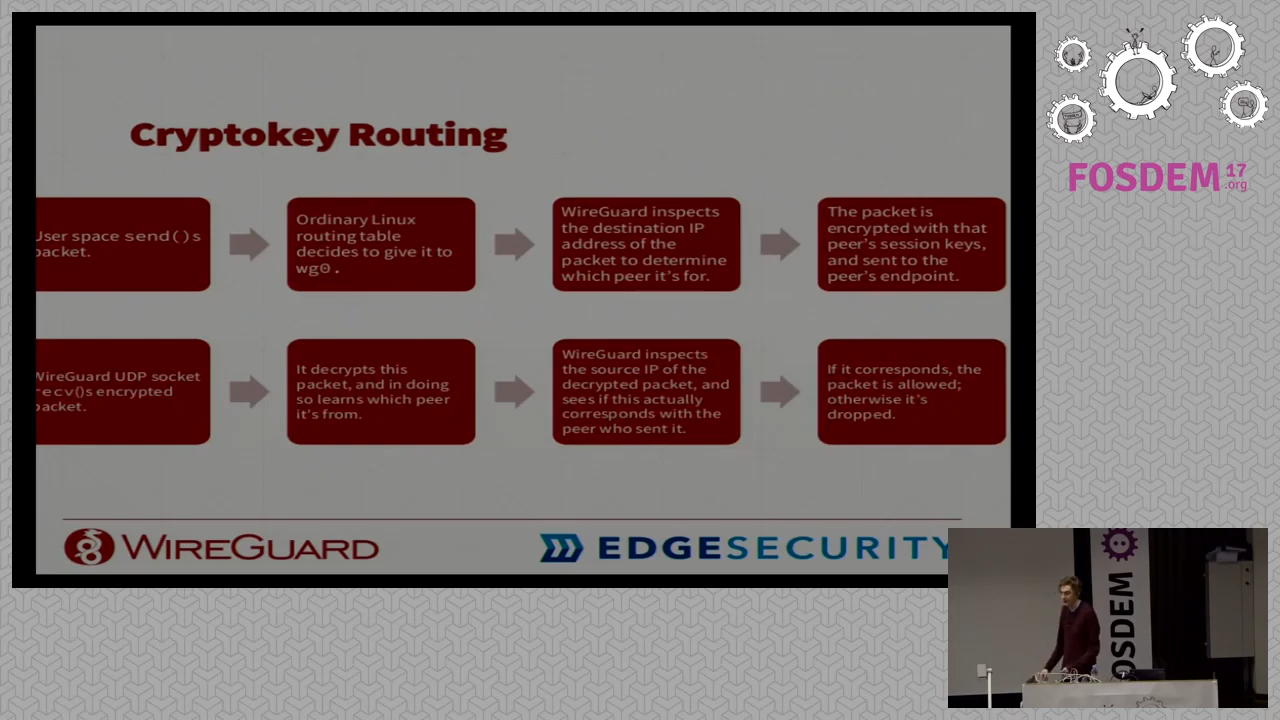 Cryptokey Routing
User space send()s
packet.
Ordinary Linux
routing table
decides to give it to
wg0.
WireGuard inspects
the destination IP
address of the
packet to determine
which peer it's for.
The packet is
encrypted with that
peer's session keys,
and sent to the
peer's endpoint.
WireGuard UDP socket
recv()s encrypted
packet.
It decrypts this
packet, and in doing
so learns which peer
it's from.
WireGuard inspects
the source IP of the
decrypted packet, and
sees if this actually
corresponds with the
peer who sent it.
If it corresponds, the
packet is allowed;
otherwise it's
dropped.
WIREGUARD
EDGESECURITY
FOSDEM 17
.org
FOSDEM